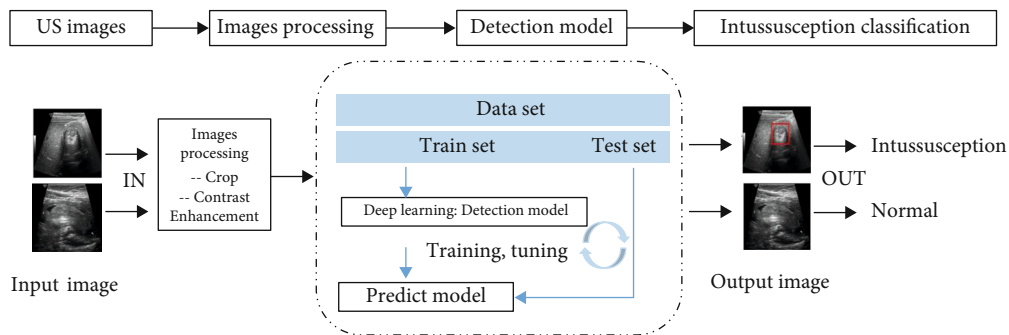 US images
Images processing
Detection model
Intussusception classification
Input image
IN
Images
processing
-- Crop
-- Contrast
Enhancement
Data set
Train set
Test set
Deep learning: Detection model
Training, tuning
Predict model
OUT
Intussusception
Normal
Output image